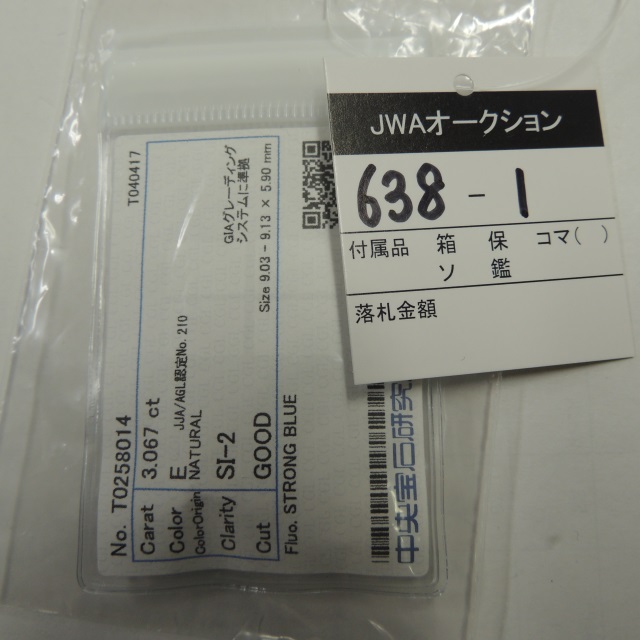 JWAオークション
638-1
付属品 箱 保 コマ( )
ソ 鑑
落札金額
T040417
No. T0258014
Carat 3.067 ct
JJA/AGL認定No. 210
Color E
Color-Origin NATURAL
Clarity SI-2
Cut GOOD
Fluo. STRONG BLUE
GIAグレーディング
システムに準拠
Size 9.03 - 9.13 × 5.90 mm
中央宝石研究